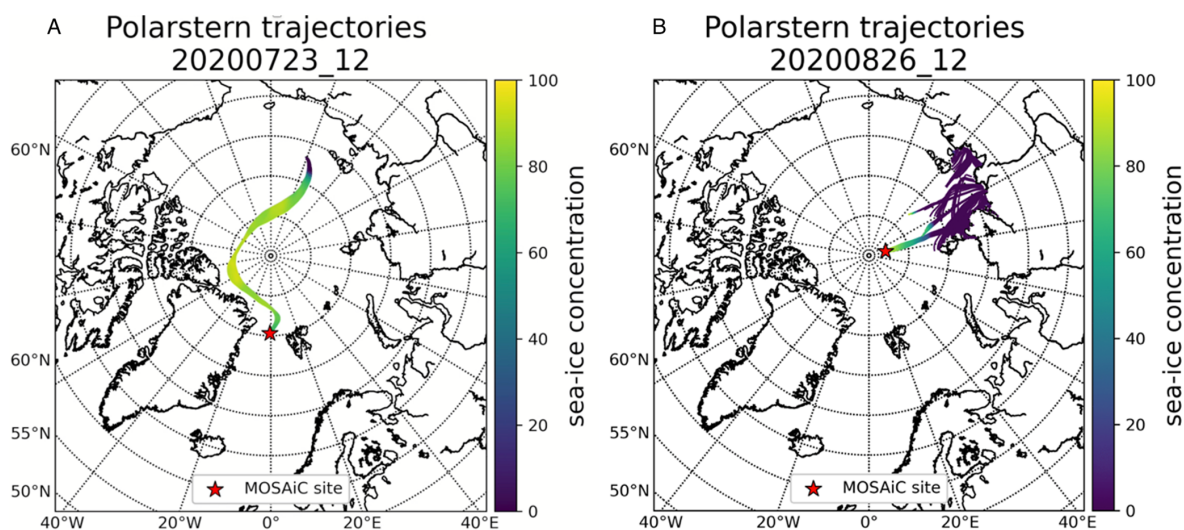 A
Polarstern trajectories
20200723_12
60°N
60°N
55°N
50°N
40°W
20°W
0°
20°E
40°E
MOSAiC site
100
80
60
40
20
0
sea-ice concentration
B
Polarstern trajectories
20200826_12
60°N
60°N
55°N
50°N
40°W
20°W
0°
20°E
40°E
MOSAiC site
100
80
60
40
20
0
sea-ice concentration